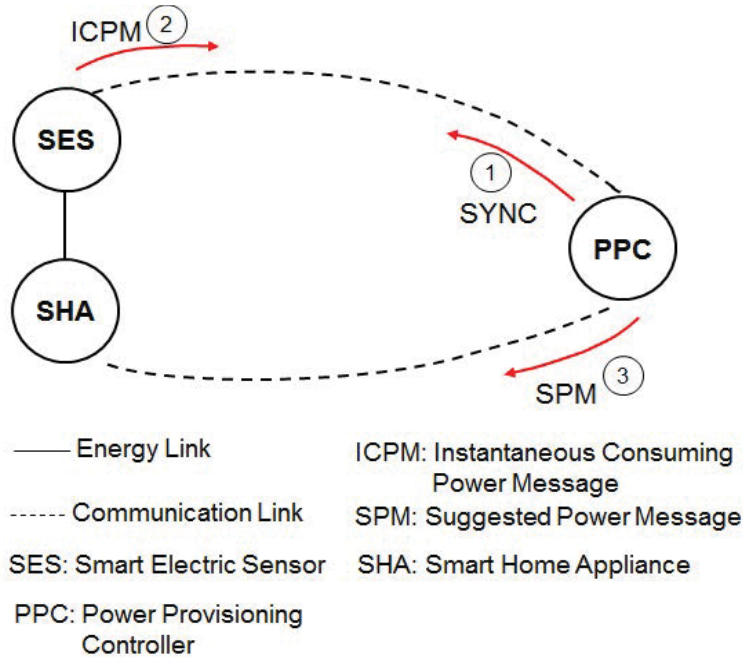 ICPM 2
SES
1
SYNC
PPC
SHA
SPM 3
Energy Link
Communication Link
SES: Smart Electric Sensor
PPC: Power Provisioning
Controller
ICPM: Instantaneous Consuming
Power Message
SPM: Suggested Power Message
SHA: Smart Home Appliance